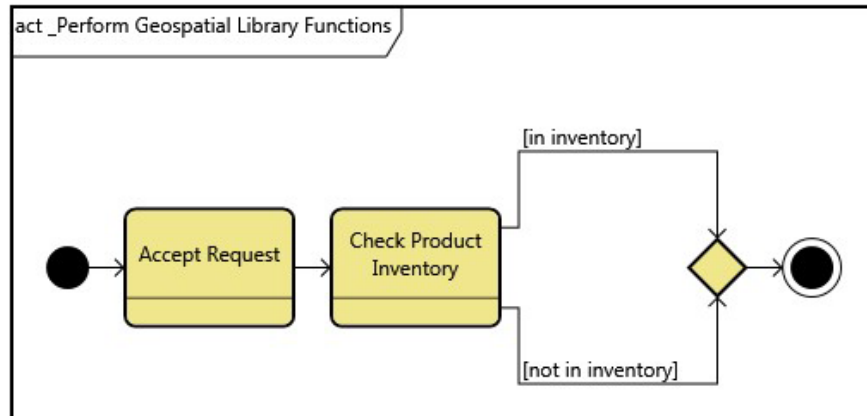 act _Perform Geospatial Library Functions
[in inventory]
Accept Request
Check Product
Inventory
[not in inventory]